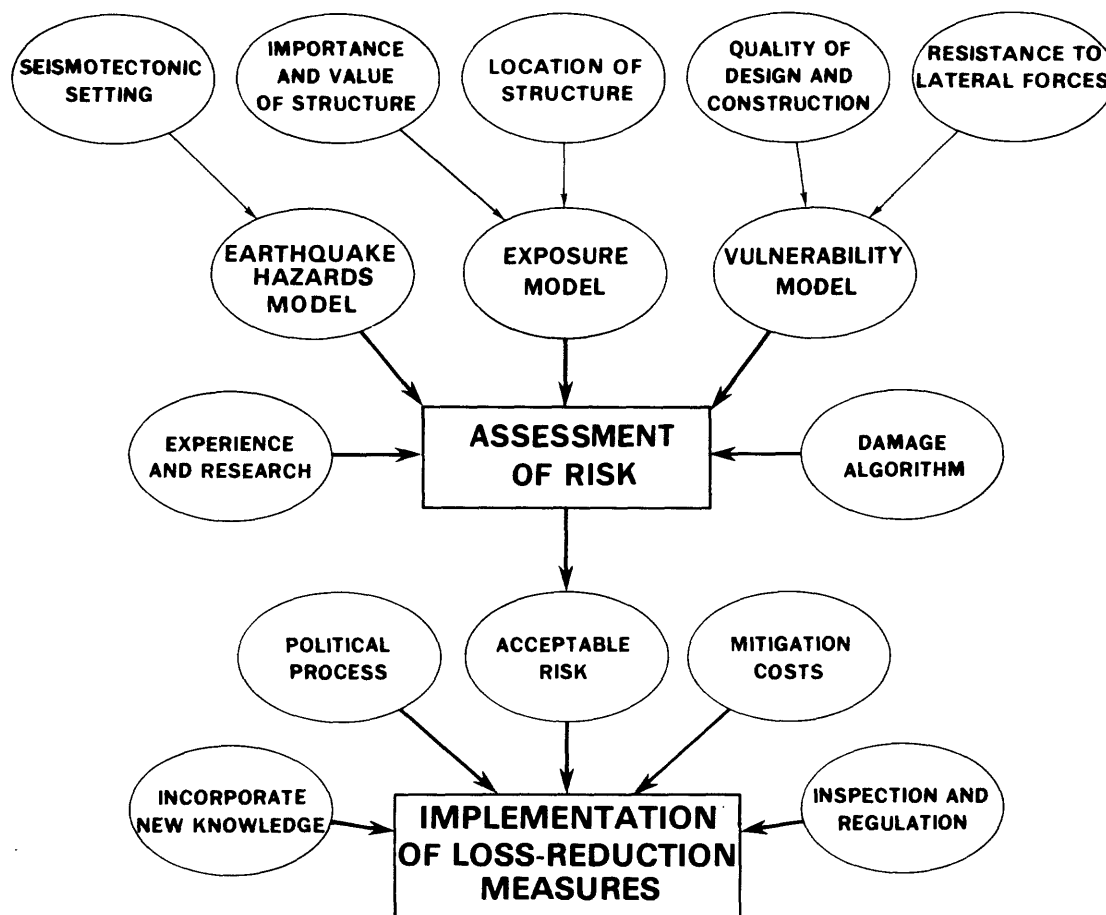 SEISMOTECTONIC
SETTING
IMPORTANCE
AND VALUE
OF STRUCTURE
LOCATION OF
STRUCTURE
QUALITY OF
DESIGN AND
CONSTRUCTION
RESISTANCE TO
LATERAL FORCES
EARTHQUAKE
HAZARDS
MODEL
EXPOSURE
MODEL
VULNERABILITY
MODEL
EXPERIENCE
AND RESEARCH
ASSESSMENT
OF RISK
DAMAGE
ALGORITHM
POLITICAL
PROCESS
ACCEPTABLE
RISK
MITIGATION
COSTS
INCORPORATE
NEW KNOWLEDGE
IMPLEMENTATION
OF LOSS-REDUCTION
MEASURES
INSPECTION AND
REGULATION